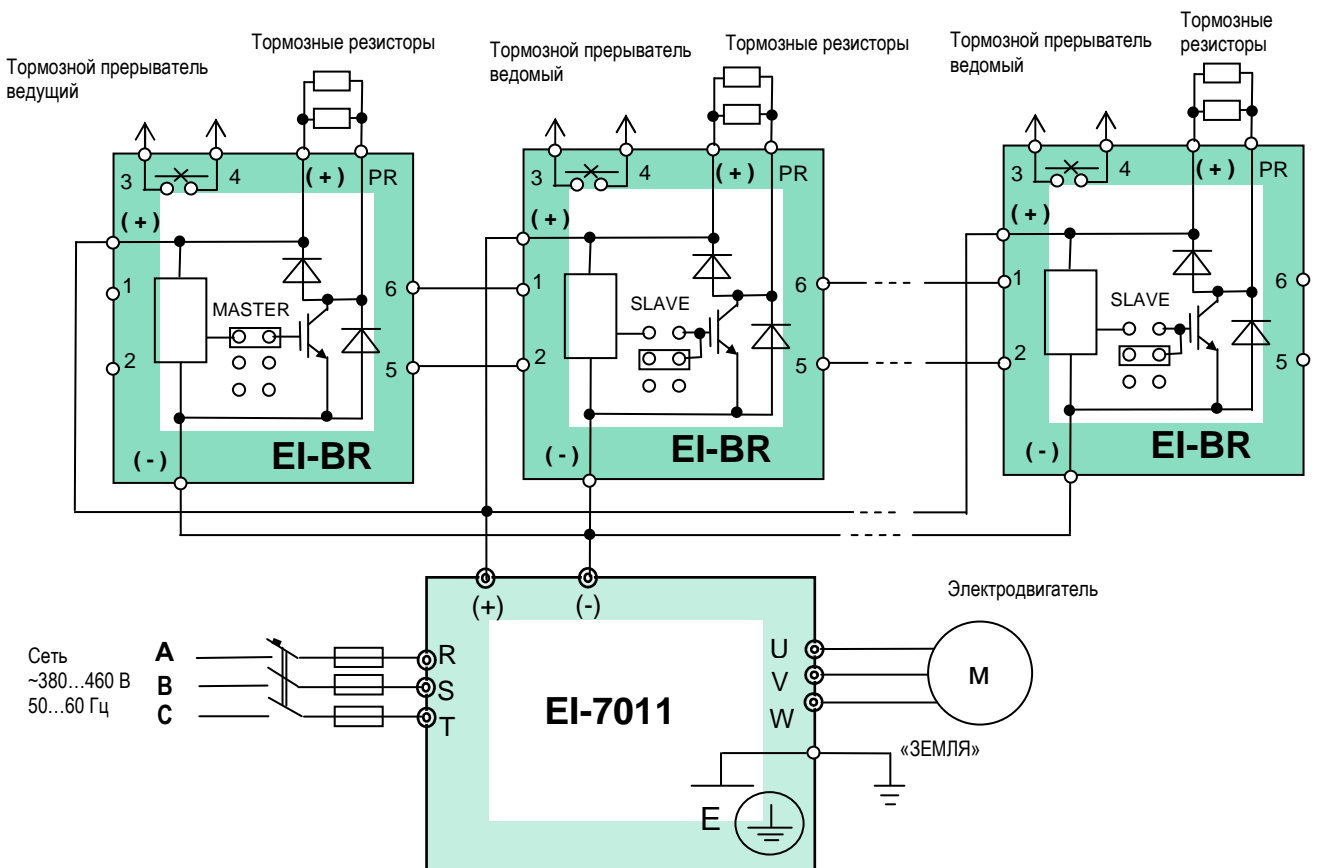 Тормозной прерыватель
ведущий
Тормозные резисторы
Тормозной прерыватель
ведомый
Тормозные резисторы
Тормозной прерыватель
ведомый
Тормозные
резисторы
3
4
(+)
PR
(+)
1
2
MASTER
6
5
(-)
EI-BR
3
4
(+)
PR
(+)
1
2
SLAVE
6
5
(-)
EI-BR
3
4
(+)
PR
(+)
1
2
SLAVE
6
5
(-)
EI-BR
(+)
(-)
Сеть
~380…460 В
50…60 Гц
A
B
C
R
S
T
EI-7011
U
V
W
Электродвигатель
М
«ЗЕМЛЯ»
E